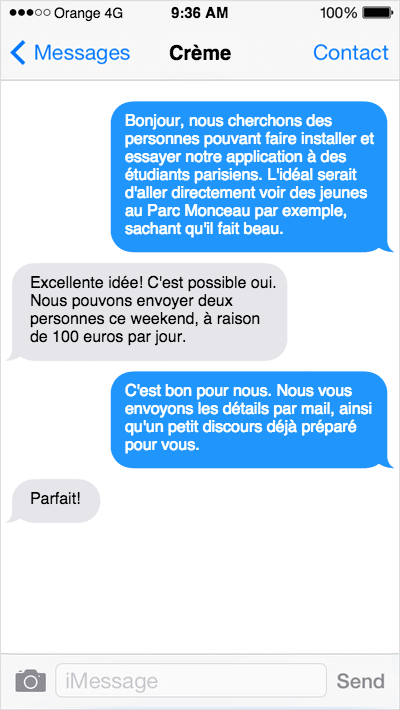 Orange 4G 9:36 AM 100%
Messages Crème Contact
Bonjour, nous cherchons des
personnes pouvant faire installer et
essayer notre application à des
étudiants parisiens. L'idéal serait
d'aller directement voir des jeunes
au Parc Monceau par exemple,
sachant qu'il fait beau.
Excellente idée! C'est possible oui.
Nous pouvons envoyer deux
personnes ce weekend, à raison
de 100 euros par jour.
C'est bon pour nous. Nous vous
envoyons les détails par mail, ainsi
qu'un petit discours déjà préparé
pour vous.
Parfait!
iMessage Send